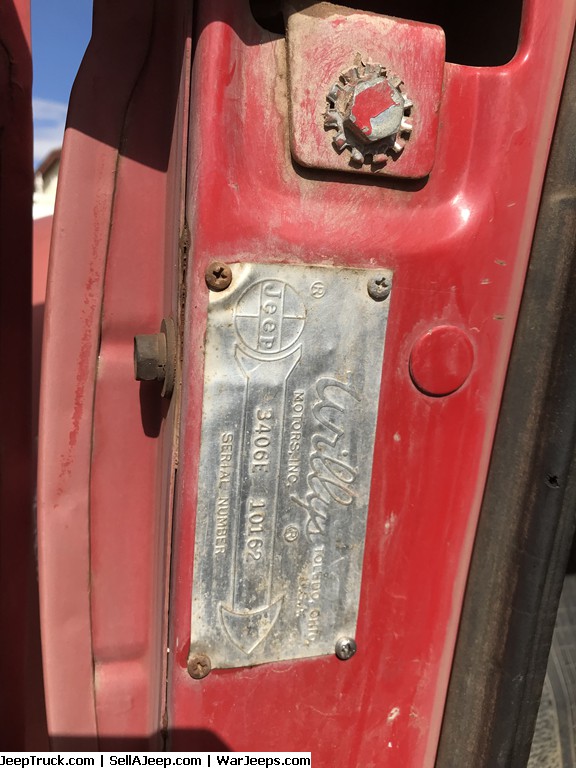 Jeep
®
Willys
MOTORS, INC.
TOLEDO, OHIO,
3406E 10162
SERIAL NUMBER
JeepTruck.com | SellAJeep.com | WarJeeps.com